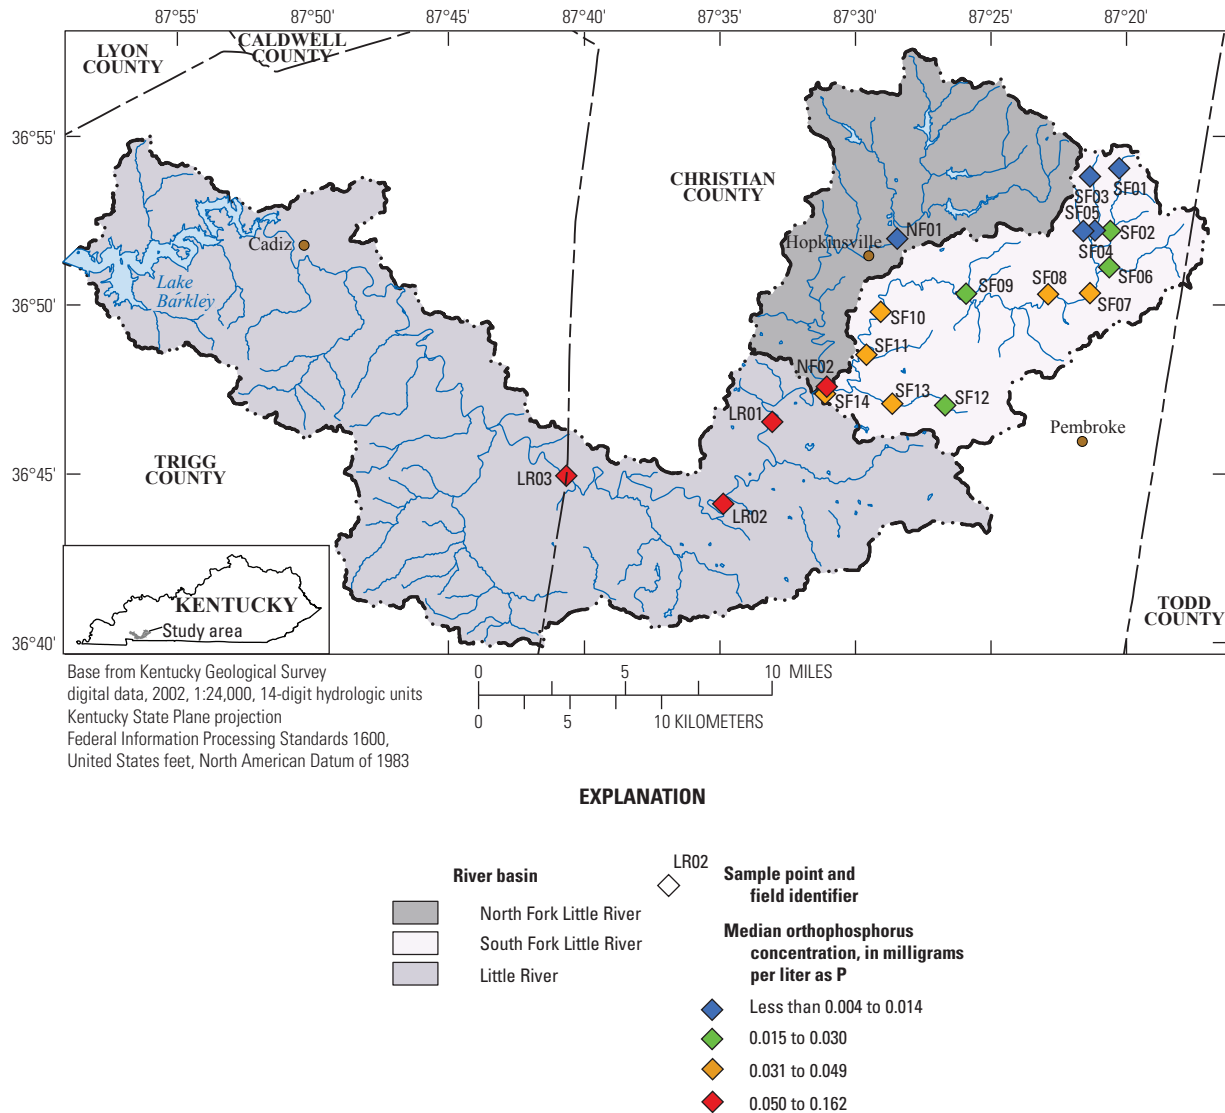 87°55' 87°50' 87°45' 87°40' 87°35' 87°30' 87°25' 87°20'
LYON
COUNTY
CALDWELL
COUNTY
36°55'
CHRISTIAN
COUNTY
SF01
SF03
SF05
SF02
SF04
NF01
Hopkinsville
Cadiz
Lake
Barkley
SF06
SF09
SF08
SF07
36°50'
SF10
SF11
NF02
SF14
SF13
SF12
LR01
Pembroke
TRIGG
COUNTY
36°45'
LR03
LR02
KENTUCKY
Study area
TODD
COUNTY
36°40'
Base from Kentucky Geological Survey
digital data, 2002, 1:24,000, 14-digit hydrologic units
Kentucky State Plane projection
Federal Information Processing Standards 1600,
United States feet, North American Datum of 1983
0 5 10 MILES
0 5 10 KILOMETERS
EXPLANATION
River basin
North Fork Little River
South Fork Little River
Little River
LR02
Sample point and
field identifier
Median orthophosphorus
concentration, in milligrams
per liter as P
Less than 0.004 to 0.014
0.015 to 0.030
0.031 to 0.049
0.050 to 0.162